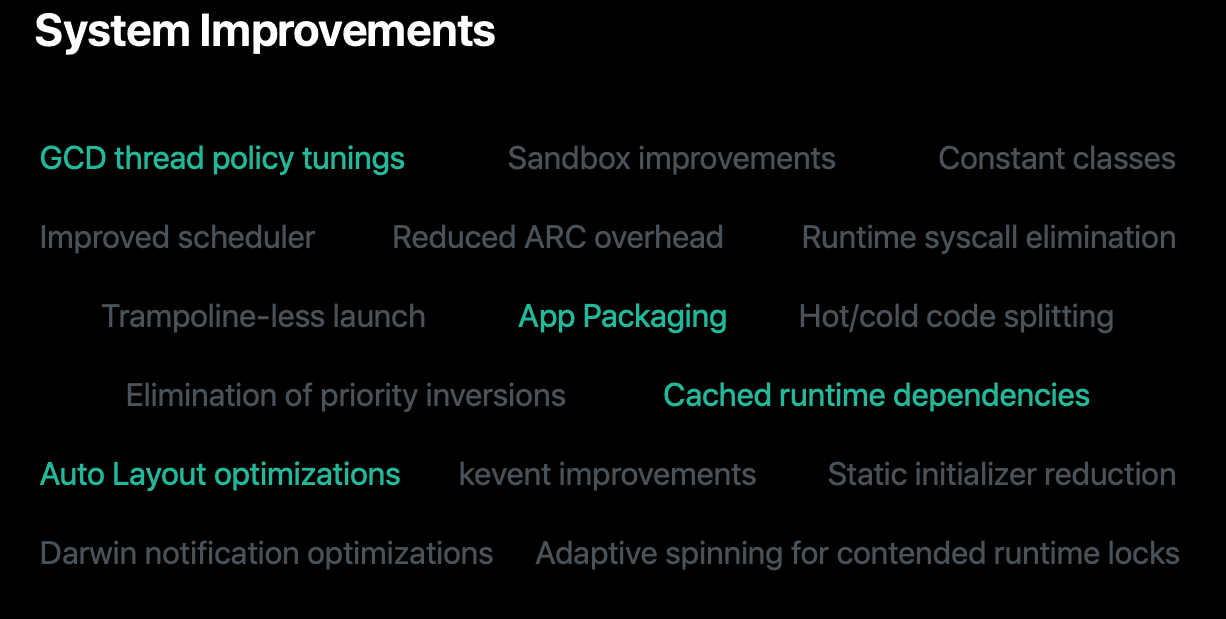 System Improvements
GCD thread policy tunings Sandbox improvements Constant classes
Improved scheduler Reduced ARC overhead Runtime syscall elimination
Trampoline-less launch App Packaging Hot/cold code splitting
Elimination of priority inversions Cached runtime dependencies
Auto Layout optimizations kevent improvements Static initializer reduction
Darwin notification optimizations Adaptive spinning for contended runtime locks